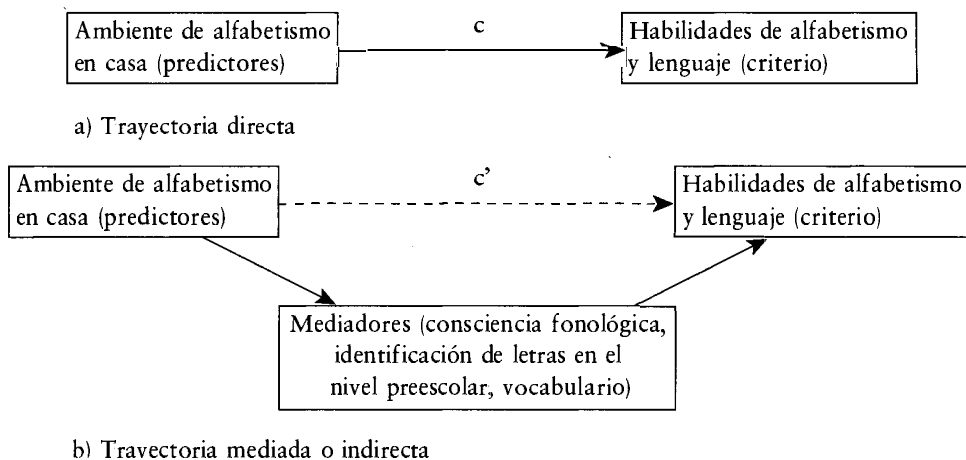 Ambiente de alfabetismo
en casa (predictores)
c
Habilidades de alfabetismo
y lenguaje (criterio)
a) Trayectoria directa
Ambiente de alfabetismo
en casa (predictores)
c’
Habilidades de alfabetismo
y lenguaje (criterio)
Mediadores (consciencia fonológica,
identificación de letras en el
nivel preescolar, vocabulario)
b) Trayectoria mediada o indirecta